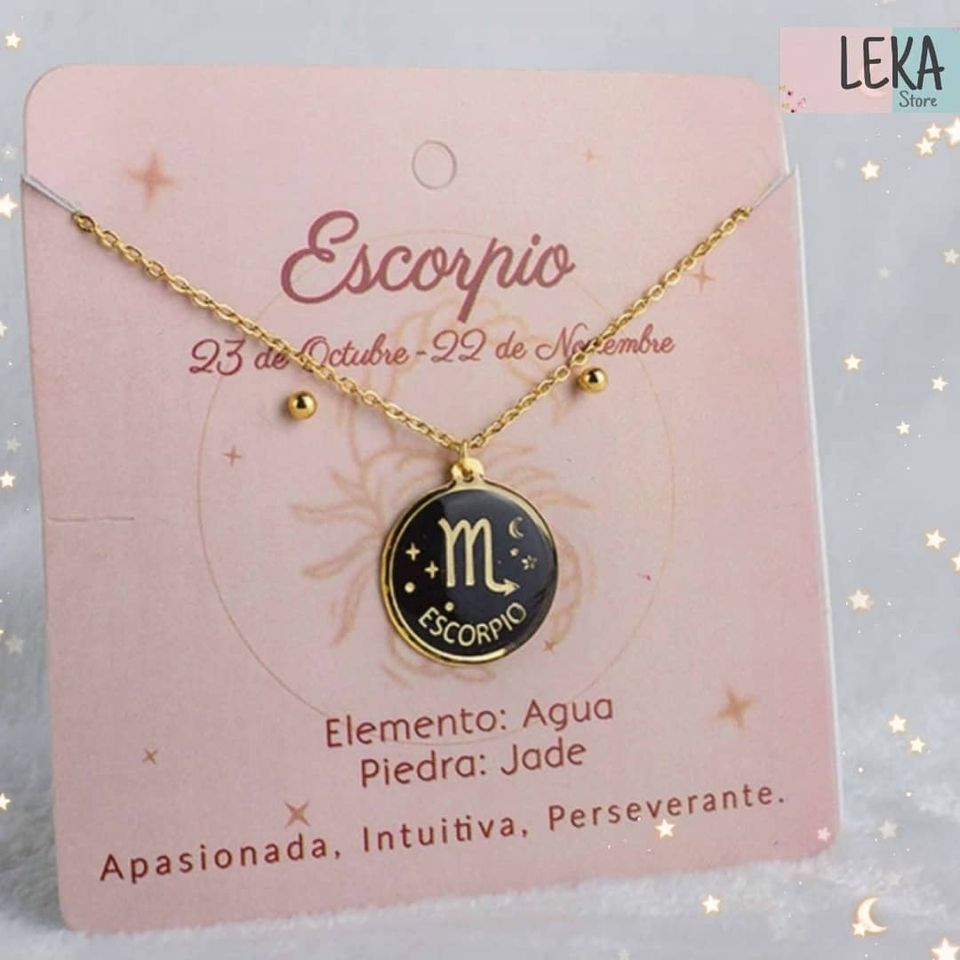 LEKA
Store
Escorpio
23 de Octubre - 22 de Noviembre
ESCORPIO
Elemento: Agua
Piedra: Jade
Apasionada, Intuitiva, Perseverante.